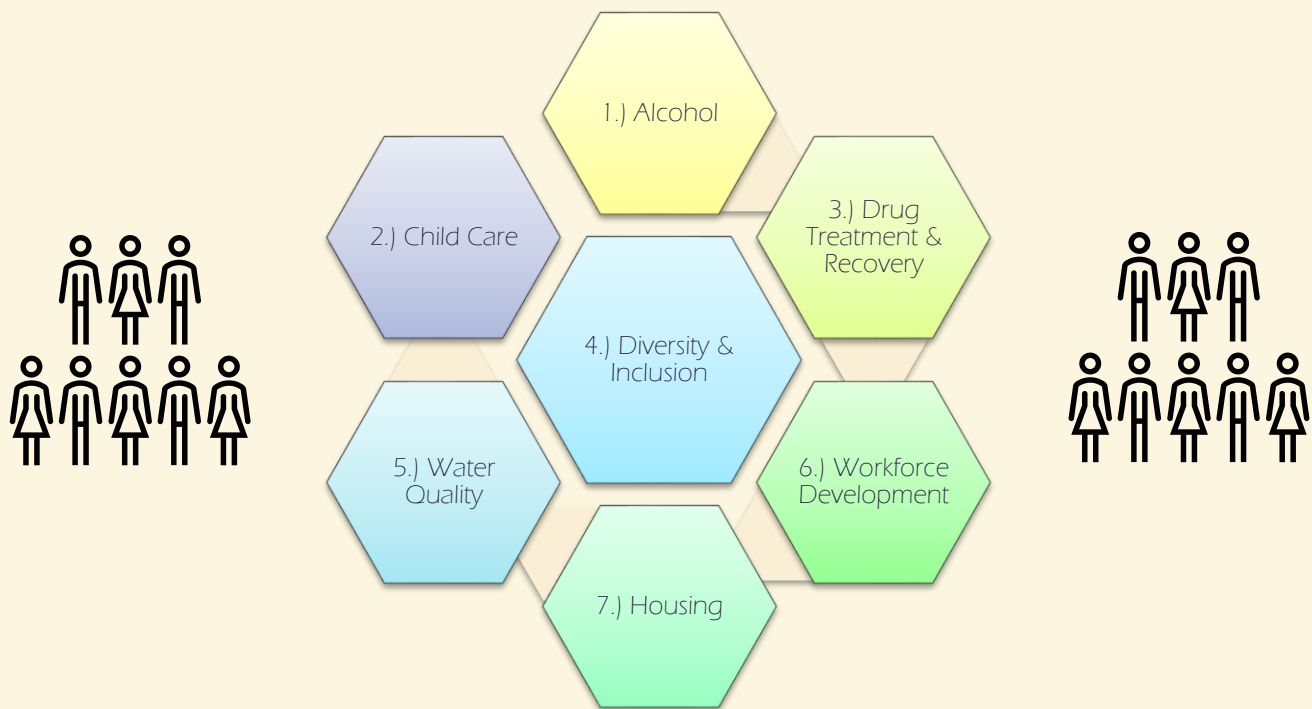 1.) Alcohol
2.) Child Care
3.) Drug
Treatment &
Recovery
4.) Diversity &
Inclusion
5.) Water
Quality
6.) Workforce
Development
7.) Housing